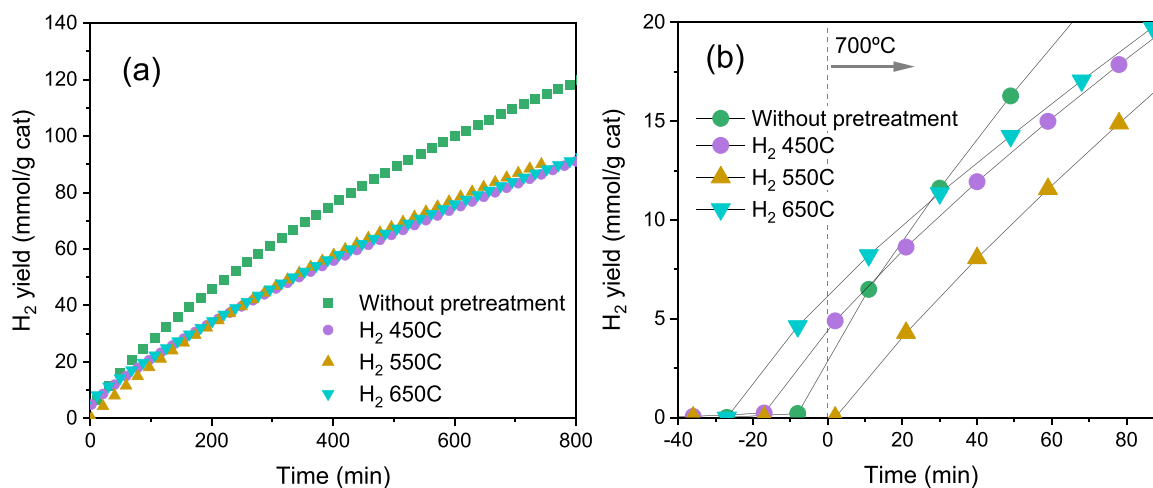 (a)
H₂ yield (mmol/g cat)
140
120
100
80
60
40
20
0
Without pretreatment
H₂ 450C
H₂ 550C
H₂ 650C
0 200 400 600 800
Time (min)
(b)
700ºC
H₂ yield (mmol/g cat)
20
15
10
5
0
Without pretreatment
H₂ 450C
H₂ 550C
H₂ 650C
-40 -20 0 20 40 60 80
Time (min)